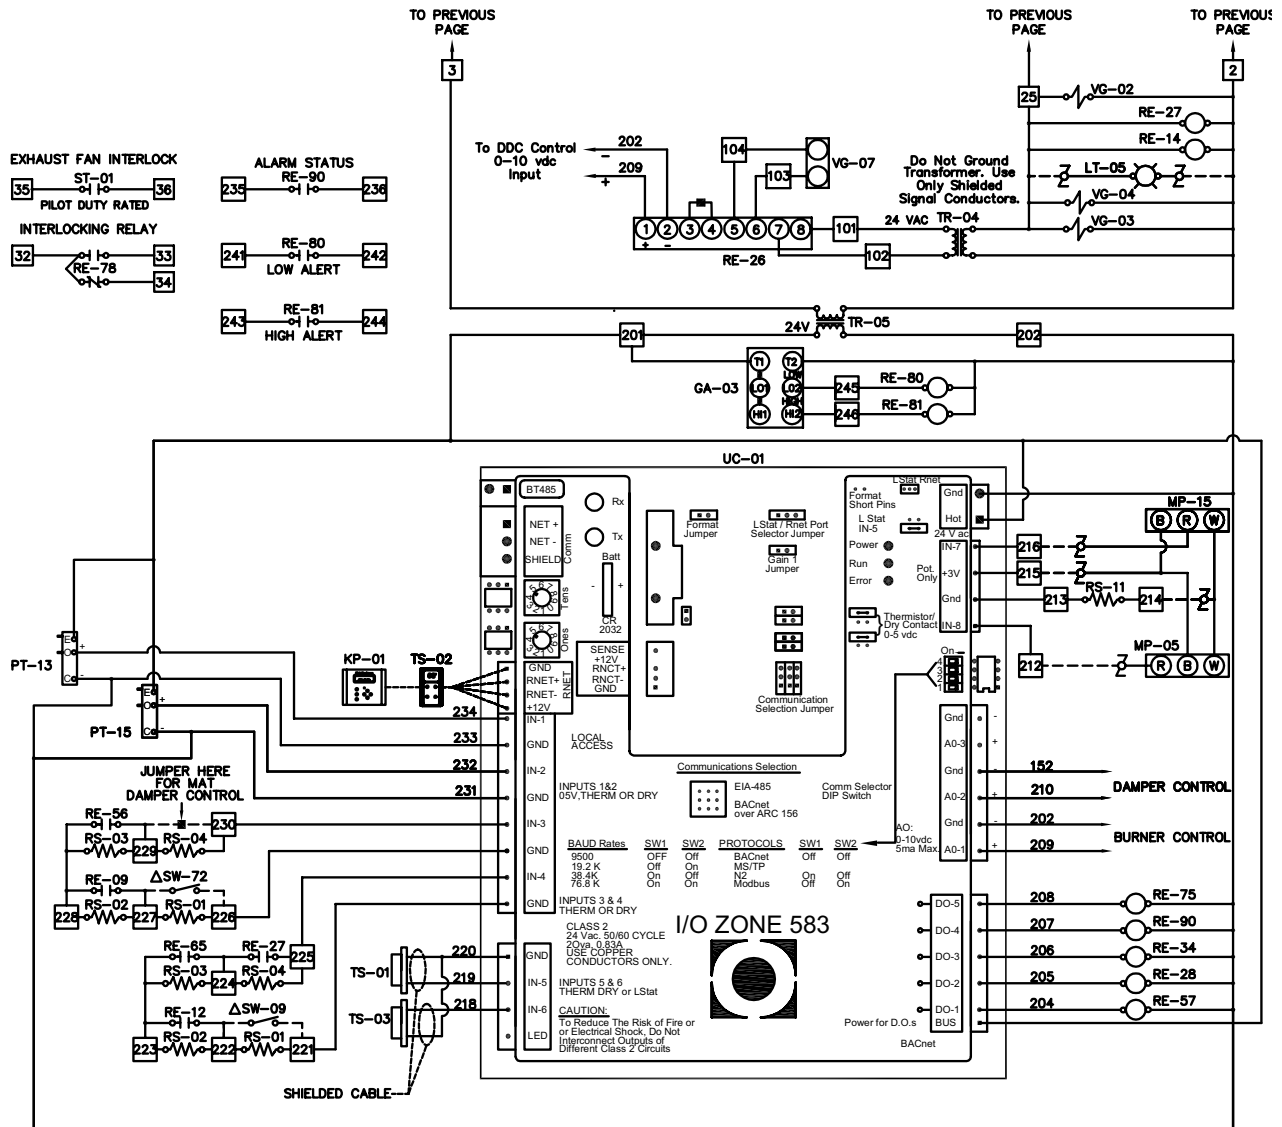 TO PREVIOUS
PAGE
TO PREVIOUS
PAGE
TO PREVIOUS
PAGE
3
25
2
VG-02
RE-27
RE-14
LT-05
VG-04
VG-03
To DDC Control
0-10 vdc
Input
202
-
209
+
104
103
VG-07
Do Not Ground
Transformer. Use
Only Shielded
Signal Conductors.
1 2 3 4 5 6 7 8
+ -
RE-26
101
24 VAC
TR-04
102
EXHAUST FAN INTERLOCK
35
ST-01
36
PILOT DUTY RATED
INTERLOCKING RELAY
32
33
RE-78
34
ALARM STATUS
235
RE-90
236
241
RE-80
242
LOW ALERT
243
RE-81
244
HIGH ALERT
201
24V
TR-05
202
GA-03
T1 T2
LOW
LO1 LO2
HIGH
HI1 HI2
245
RE-80
246
RE-81
UC-01
BT485
Rx
Tx
NET +
NET -
SHIELD
Comm
Batt
- +
CR
2032
Tens
Ones
Format
Jumper
LStat / Rnet Port
Selector Jumper
Gain 1
Jumper
Format
Short Pins
LStat Rnet
L Stat
IN-5
Power
Run
Error
Gnd
Hot
24 V ac
IN-7
+3V
Gnd
IN-8
Pot.
Only
Thermistor/
Dry Contact
0-5 vdc
On
4
3
2
1
216
215
213
RS-11
214
212
MP-15
B R W
MP-05
R B W
SENSE
+12V
RNCT+
RNCT-
GND
Communication
Selection Jumper
GND
RNET+
RNET-
+12V
RNET
KP-01
TS-02
PT-13
E
O
C
+
-
PT-15
E
O
C
+
-
234
233
232
231
IN-1
GND
IN-2
GND
IN-3
GND
IN-4
GND
LOCAL
ACCESS
INPUTS 1&2
05V,THERM OR DRY
INPUTS 3 & 4
THERM OR DRY
Communications Selection
EIA-485
BACnet
over ARC 156
Comm Selector
DIP Switch
BAUD Rates SW1 SW2 PROTOCOLS SW1 SW2
9500 OFF Off BACnet Off Off
19.2 K Off On MS/TP
38.4K On Off N2 On Off
76.8 K On On Modbus Off On
Gnd
A0-3
Gnd
A0-2
Gnd
A0-1
-
+
-
+
-
+
AO:
0-10vdc
5ma Max.
152
210
DAMPER CONTROL
202
209
BURNER CONTROL
JUMPER HERE
FOR MAT
DAMPER CONTROL
RE-56
230
RS-03
229
RS-04
RE-09
△SW-72
228
RS-02
227
RS-01
226
RE-65
RE-27
225
RS-03
224
RS-04
RE-12
△SW-09
223
RS-02
222
RS-01
221
CLASS 2
24 Vac. 50/60 CYCLE
20va. 0.83A
USE COPPER
CONDUCTORS ONLY.
I/O ZONE 583
TS-01
TS-03
220
219
218
GND
IN-5
IN-6
LED
INPUTS 5 & 6
THERM DRY or LStat
CAUTION:
To Reduce The Risk of Fire or
or Electrical Shock, Do Not
Interconnect Outputs of
Different Class 2 Circuits
SHIELDED CABLE
DO-5
DO-4
DO-3
DO-2
DO-1
BUS
Power for D.O.s
BACnet
208
RE-75
207
RE-90
206
RE-34
205
RE-28
204
RE-57